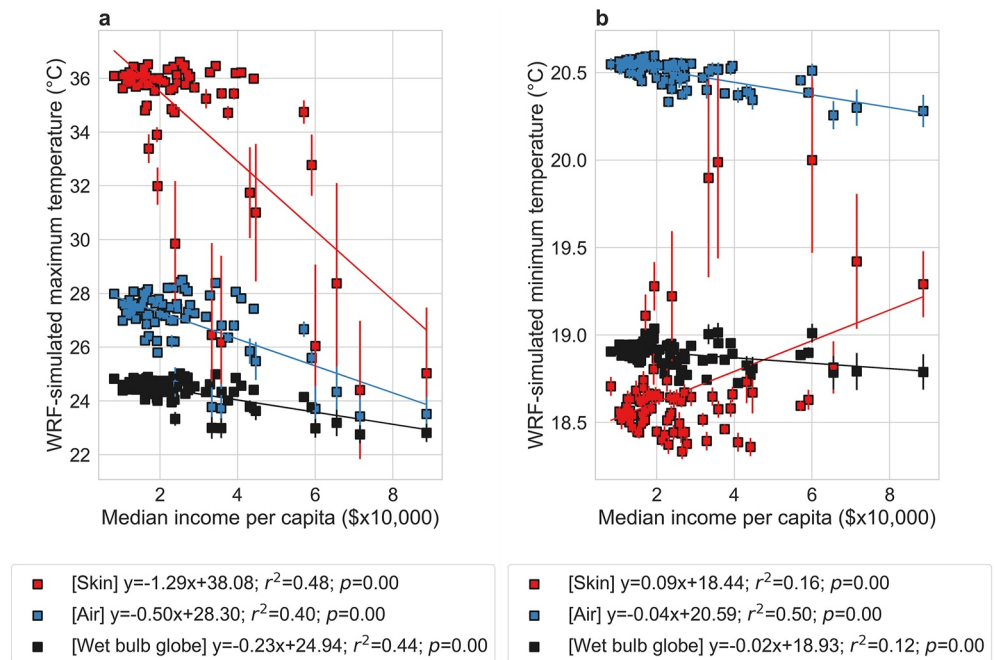 a
b
WRF-simulated maximum temperature (°C)
36
34
32
30
28
26
24
22
2 4 6 8
Median income per capita ($x10,000)
WRF-simulated minimum temperature (°C)
20.5
20.0
19.5
19.0
18.5
2 4 6 8
Median income per capita ($x10,000)
[Skin] y=-1.29x+38.08; r²=0.48; p=0.00
[Air] y=-0.50x+28.30; r²=0.40; p=0.00
[Wet bulb globe] y=-0.23x+24.94; r²=0.44; p=0.00
[Skin] y=0.09x+18.44; r²=0.16; p=0.00
[Air] y=-0.04x+20.59; r²=0.50; p=0.00
[Wet bulb globe] y=-0.02x+18.93; r²=0.12; p=0.00